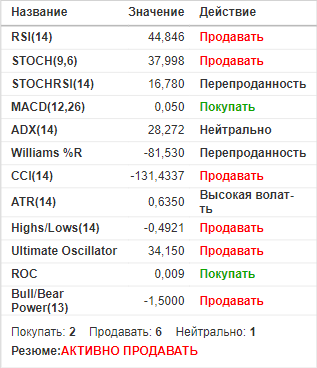 Название Значение Действие
RSI(14) 44,846 Продавать
STOCH(9,6) 37,998 Продавать
STOCHRSI(14) 16,780 Перепроданность
MACD(12,26) 0,050 Покупать
ADX(14) 28,272 Нейтрально
Williams %R -81,530 Перепроданность
CCI(14) -131,4337 Продавать
ATR(14) 0,6350 Высокая волат-
ть
Highs/Lows(14) -0,4921 Продавать
Ultimate Oscillator 34,150 Продавать
ROC 0,009 Покупать
Bull/Bear
Power(13) -1,5000 Продавать
Покупать: 2 Продавать: 6 Нейтрально: 1
Резюме:АКТИВНО ПРОДАВАТЬ